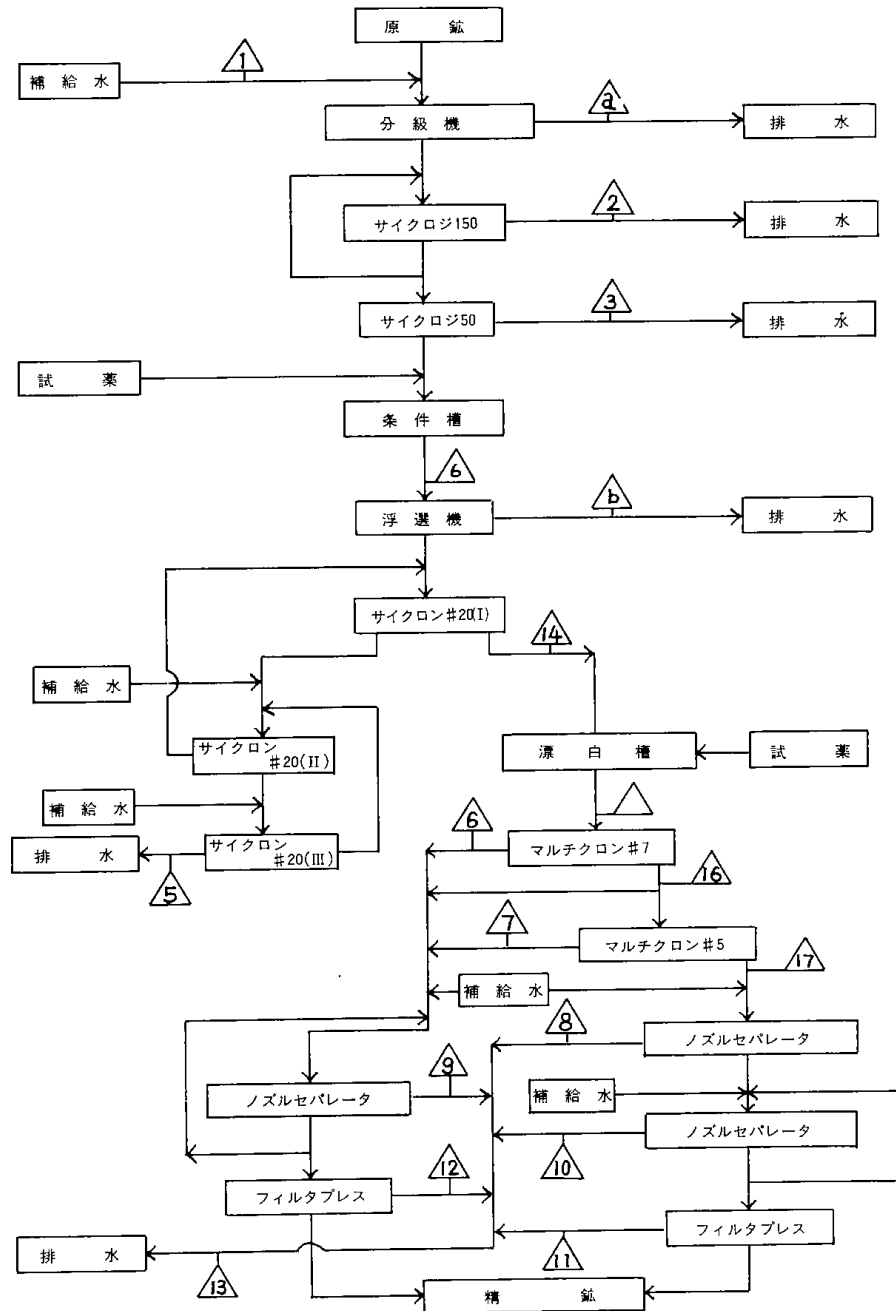 原鉱
1
補給水
分級機
a
排水
サイクロジ150
2
排水
サイクロジ50
3
排水
試薬
条件槽
6
浮選機
b
排水
サイクロン#20(I)
14
補給水
サイクロン
#20(II)
漂白槽
試薬
補給水
サイクロン
#20(III)
排水
5
6
マルチクロン#7
16
7
マルチクロン#5
17
補給水
8
ノズルセパレータ
9
ノズルセパレータ
補給水
ノズルセパレータ
10
12
フィルタプレス
フィルタプレス
11
排水
13
精鉱